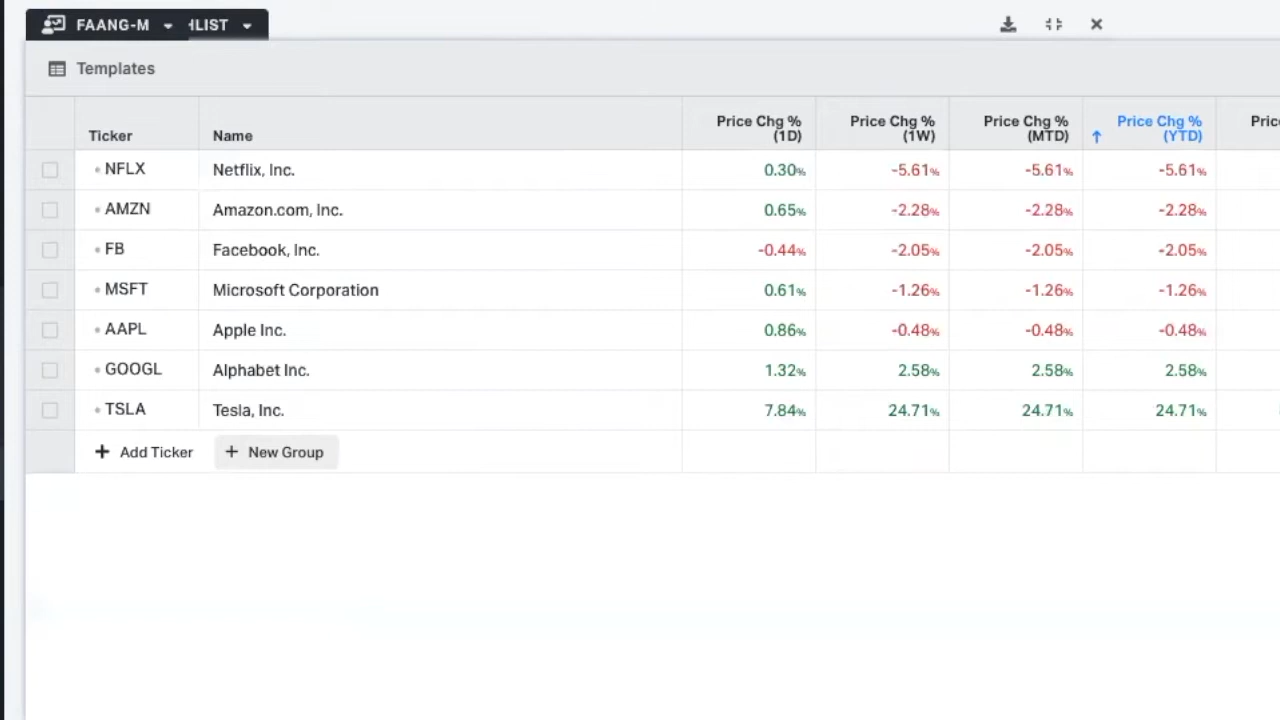 FAANG-M HLIST
Templates
Ticker Name Price Chg % (1D) Price Chg % (1W) Price Chg % (MTD) Price Chg % (YTD)
NFLX Netflix, Inc. 0.30% -5.61% -5.61% -5.61%
AMZN Amazon.com, Inc. 0.65% -2.28% -2.28% -2.28%
FB Facebook, Inc. -0.44% -2.05% -2.05% -2.05%
MSFT Microsoft Corporation 0.61% -1.26% -1.26% -1.26%
AAPL Apple Inc. 0.86% -0.48% -0.48% -0.48%
GOOGL Alphabet Inc. 1.32% 2.58% 2.58% 2.58%
TSLA Tesla, Inc. 7.84% 24.71% 24.71% 24.71%
+ Add Ticker + New Group